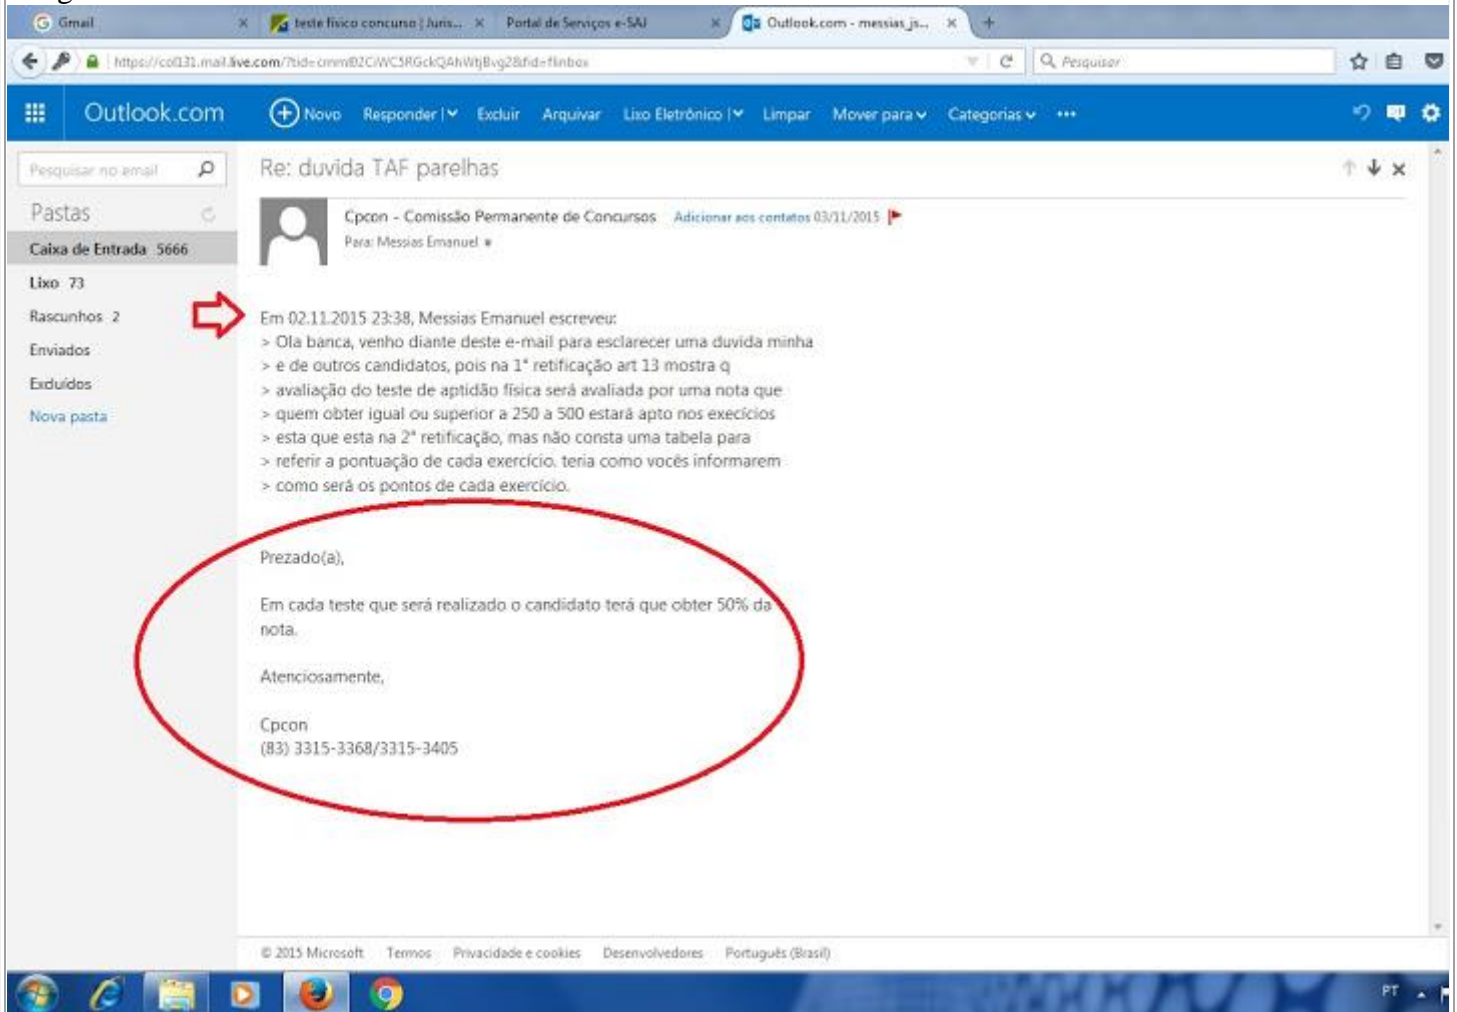 Gmail
teste físico concurso | Juris...
Portal de Serviços e-SAJ
Outlook.com - messias_js...
Pesquisar
Outlook.com
Novo Responder Excluir Arquivar Lixo Eletrônico Limpar Mover para Categorias
Pesquisar no email
Re: duvida TAF parelhas
Pastas
Cpcon - Comissão Permanente de Concursos Adicionar aos contatos 03/11/2015
Para: Messias Emanuel
Caixa de Entrada 5666
Lixo 73
Rascunhos 2
Enviados
Excluídos
Nova pasta
Em 02.11.2015 23:38, Messias Emanuel escreveu:
> Ola banca, venho diante deste e-mail para esclarecer uma duvida minha
> e de outros candidatos, pois na 1ª retificação art 13 mostra q
> avaliação do teste de aptidão física será avaliada por uma nota que
> quem obter igual ou superior a 250 a 500 estará apto nos execícios
> esta que esta na 2ª retificação, mas não consta uma tabela para
> referir a pontuação de cada exercício. teria como vocês informarem
> como será os pontos de cada exercício.
Prezado(a),
Em cada teste que será realizado o candidato terá que obter 50% da
nota.
Atenciosamente,
Cpcon
(83) 3315-3368/3315-3405
© 2015 Microsoft Termos Privacidade e cookies Desenvolvedores Português (Brasil)
PT